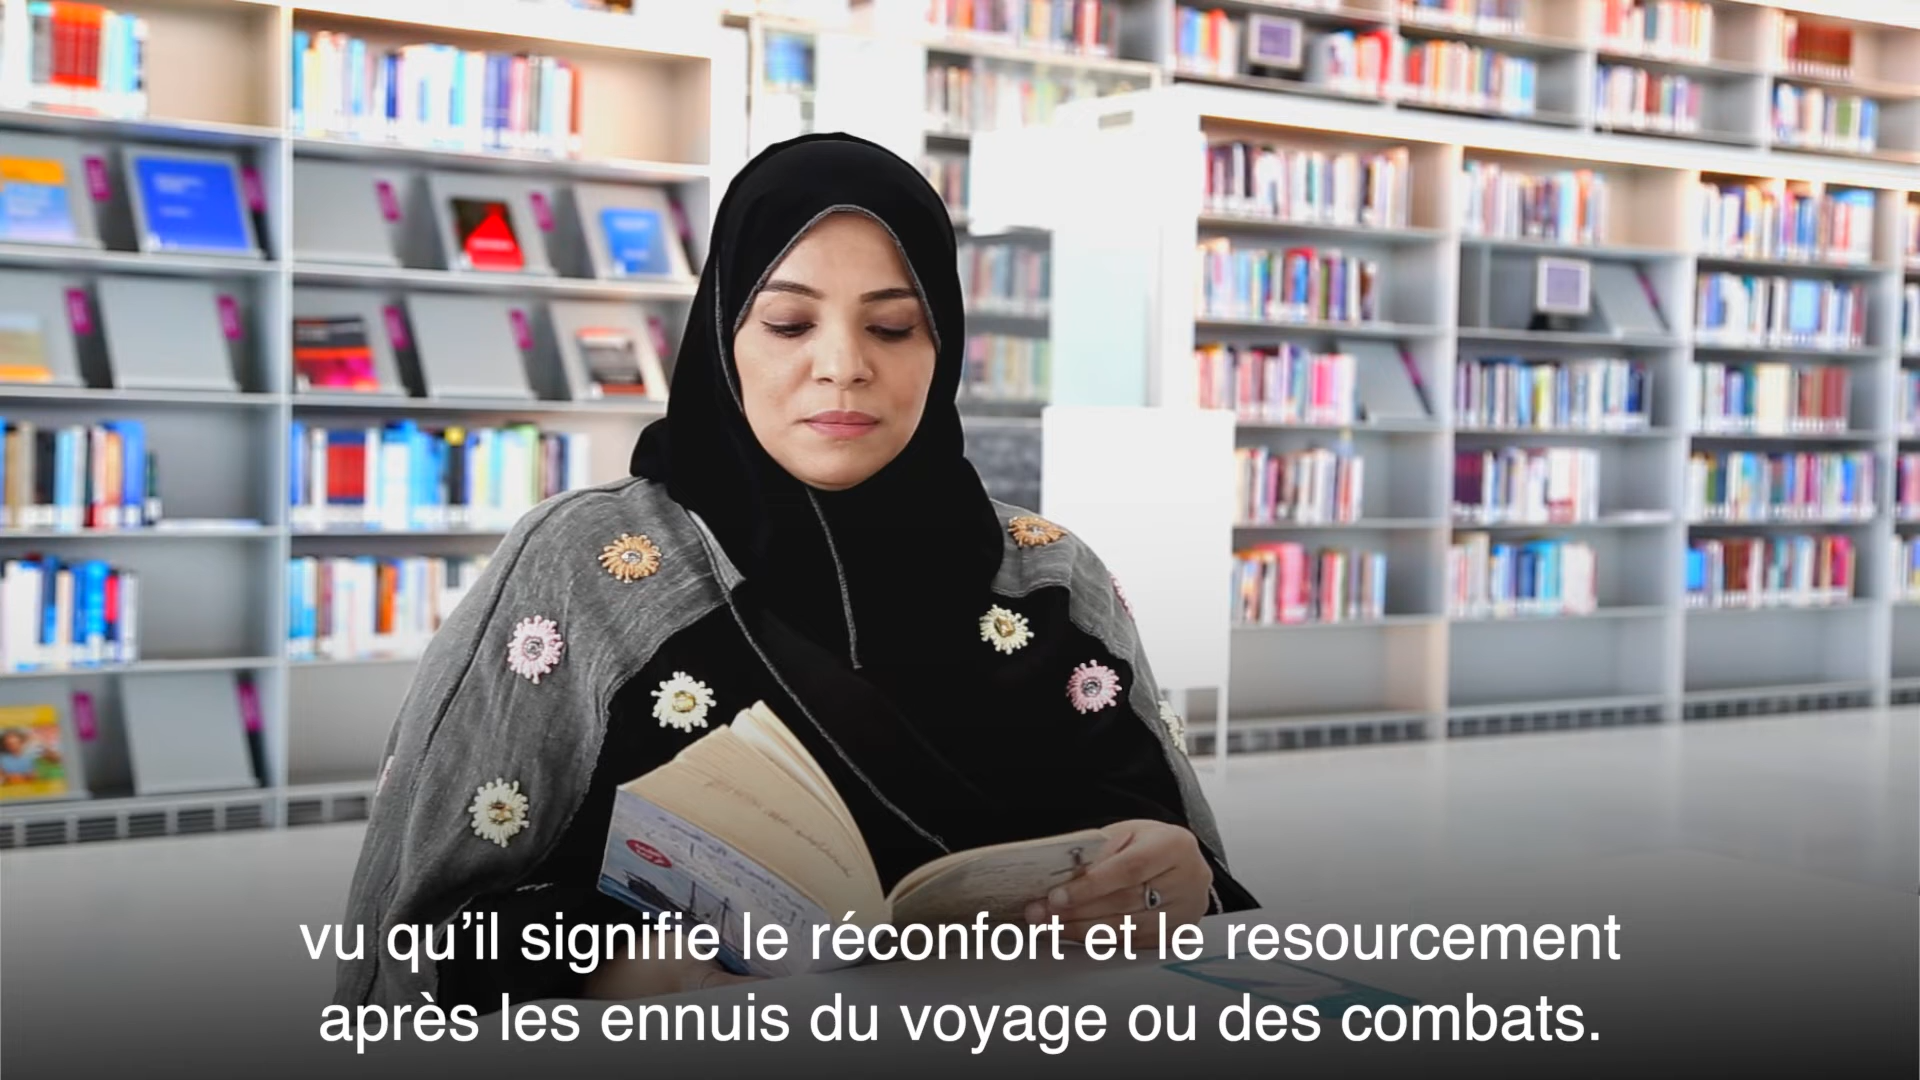 vu qu’il signifie le réconfort et le resourcement
après les ennuis du voyage ou des combats.